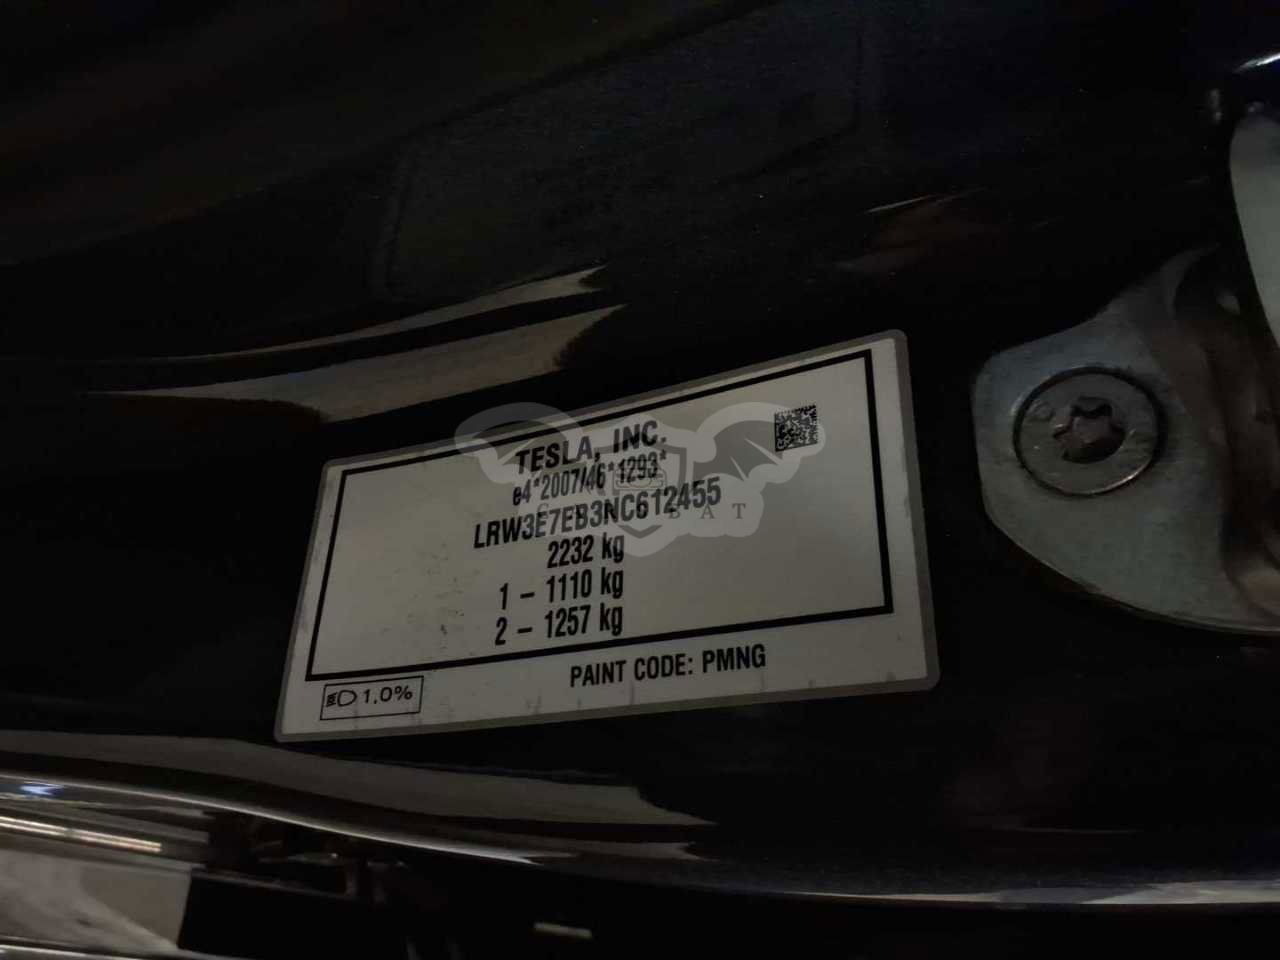 TESLA, INC.
e4*2007/46*1293*
LRW3E7EB3NC612455
2232 kg
1 - 1110 kg
2 - 1257 kg
PAINT CODE: PMNG
1.0%